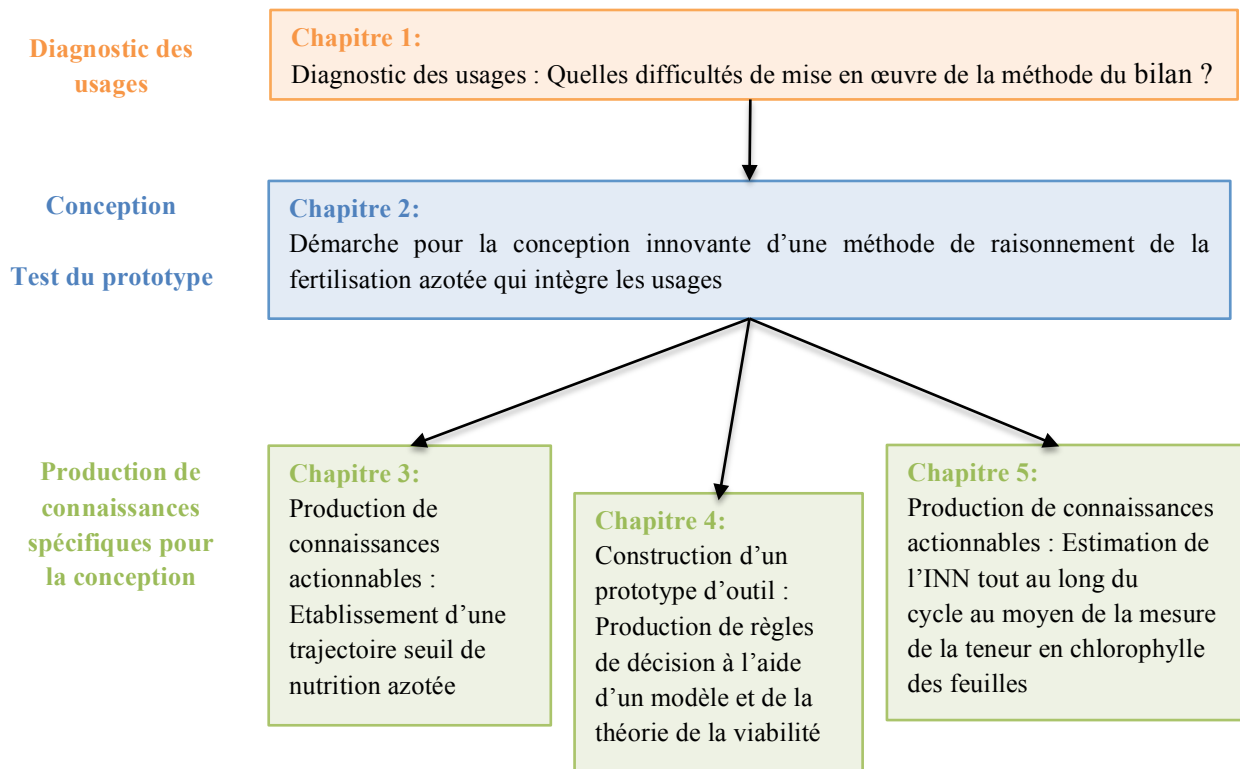 Diagnostic des
usages
Chapitre 1:
Diagnostic des usages : Quelles difficultés de mise en œuvre de la méthode du bilan ?
Conception
Test du prototype
Chapitre 2:
Démarche pour la conception innovante d’une méthode de raisonnement de la
fertilisation azotée qui intègre les usages
Production de
connaissances
spécifiques pour
la conception
Chapitre 3:
Production de
connaissances
actionnables :
Etablissement d’une
trajectoire seuil de
nutrition azotée
Chapitre 4:
Construction d’un
prototype d’outil :
Production de règles
de décision à l’aide
d’un modèle et de la
théorie de la viabilité
Chapitre 5:
Production de connaissances
actionnables : Estimation de
l’INN tout au long du
cycle au moyen de la mesure
de la teneur en chlorophylle
des feuilles